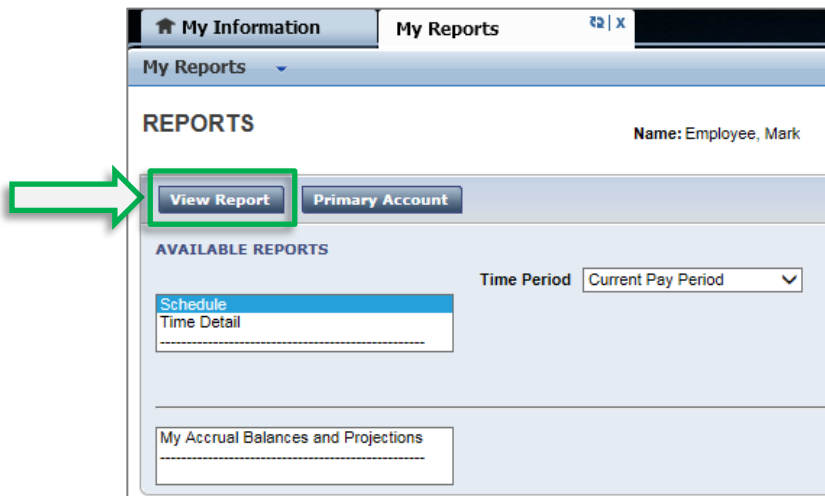 My Information
My Reports
X
My Reports
REPORTS
Name: Employee, Mark
View Report
Primary Account
AVAILABLE REPORTS
Time Period Current Pay Period
Schedule
Time Detail
-----------------------------------------------------
My Accrual Balances and Projections
-----------------------------------------------------